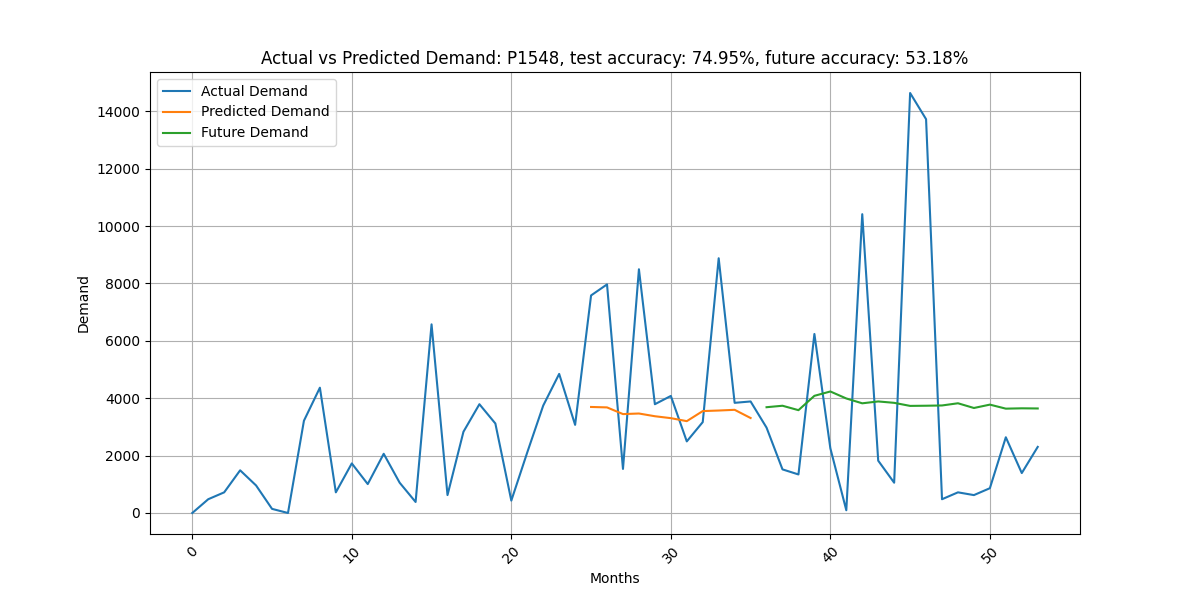 Actual vs Predicted Demand: P1548, test accuracy: 74.95%, future accuracy: 53.18%
Actual Demand
Predicted Demand
Future Demand
14000
12000
10000
8000
6000
4000
2000
0
Demand
0
10
20
30
40
50
Months